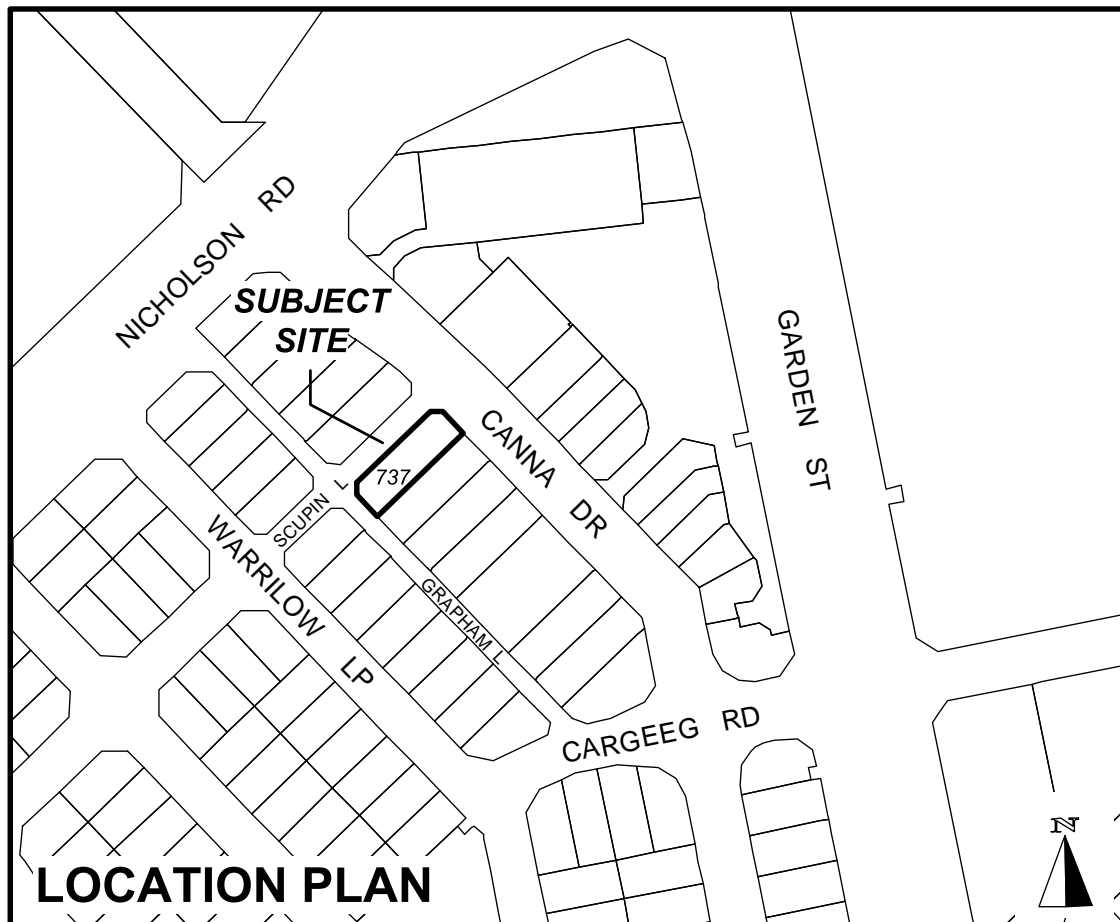 NICHOLSON RD
SUBJECT
SITE
GARDEN ST
CANNA DR
737
SCUPIN L
WARRILOW LP
GRAPHAM L
CARGEEG RD
N
LOCATION PLAN